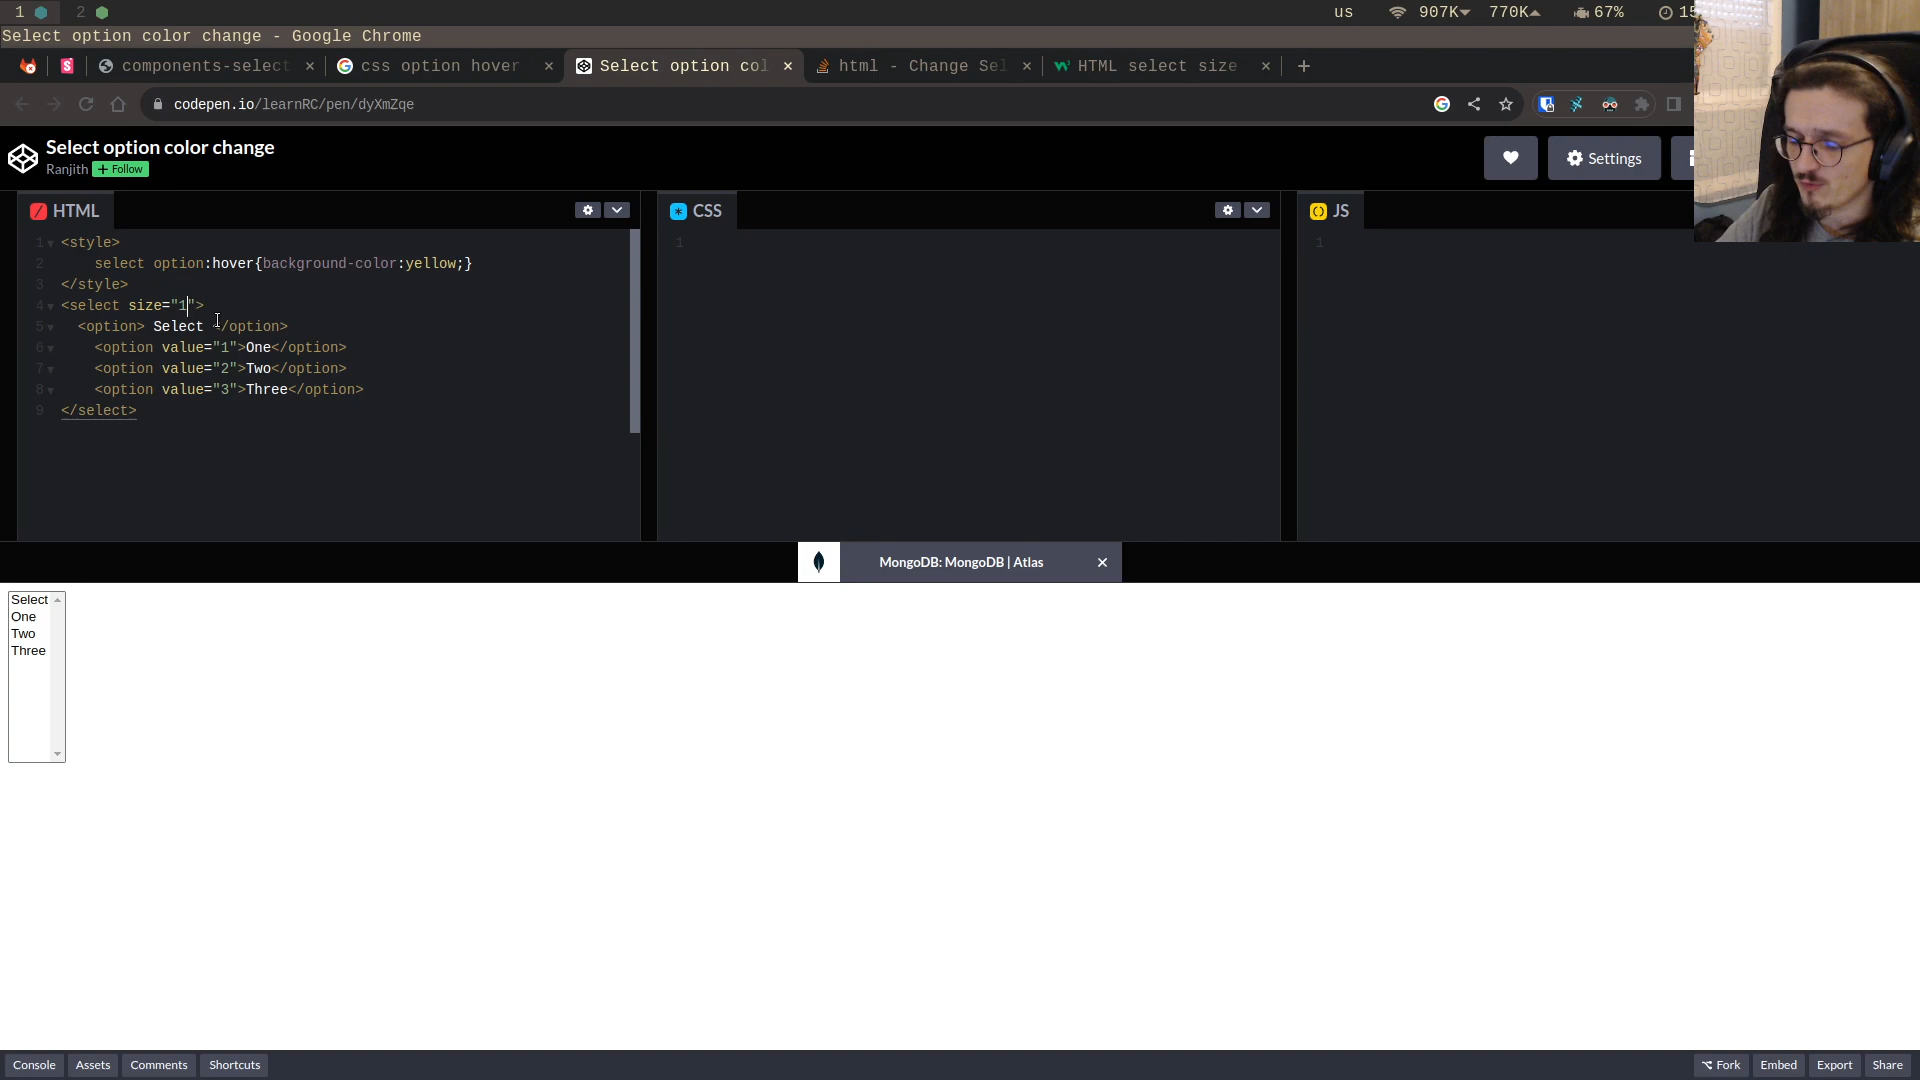 1 2 us 907K 770K 67% 15
Select option color change - Google Chrome
components-select css option hover Select option col html - Change Sel HTML select size
codepen.io/learnRC/pen/dyXmZqe
Select option color change
Ranjith + Follow
Settings
HTML CSS JS
1 <style>
2 select option:hover{background-color:yellow;}
3 </style>
4 <select size="1">
5 <option> Select </option>
6 <option value="1">One</option>
7 <option value="2">Two</option>
8 <option value="3">Three</option>
9 </select>
1
1
MongoDB: MongoDB | Atlas
Select
One
Two
Three
Console Assets Comments Shortcuts Fork Embed Export Share